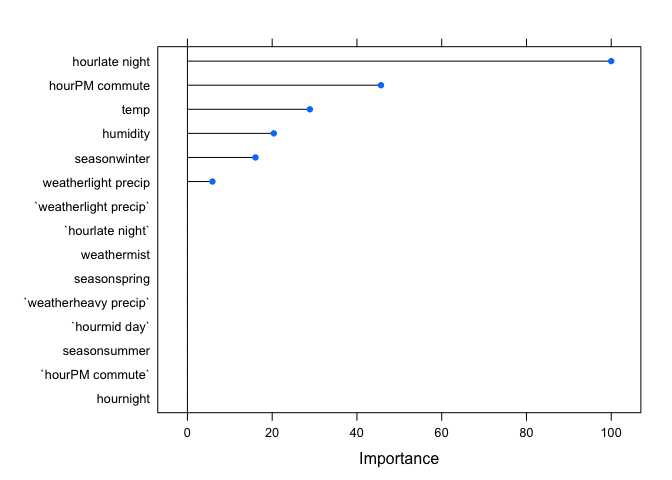 hourlate night
hourPM commute
temp
humidity
seasonwinter
weatherlight precip
`weatherlight precip`
`hourlate night`
weathermist
seasonspring
`weatherheavy precip`
`hourmid day`
seasonsummer
`hourPM commute`
hournight
0 20 40 60 80 100
Importance